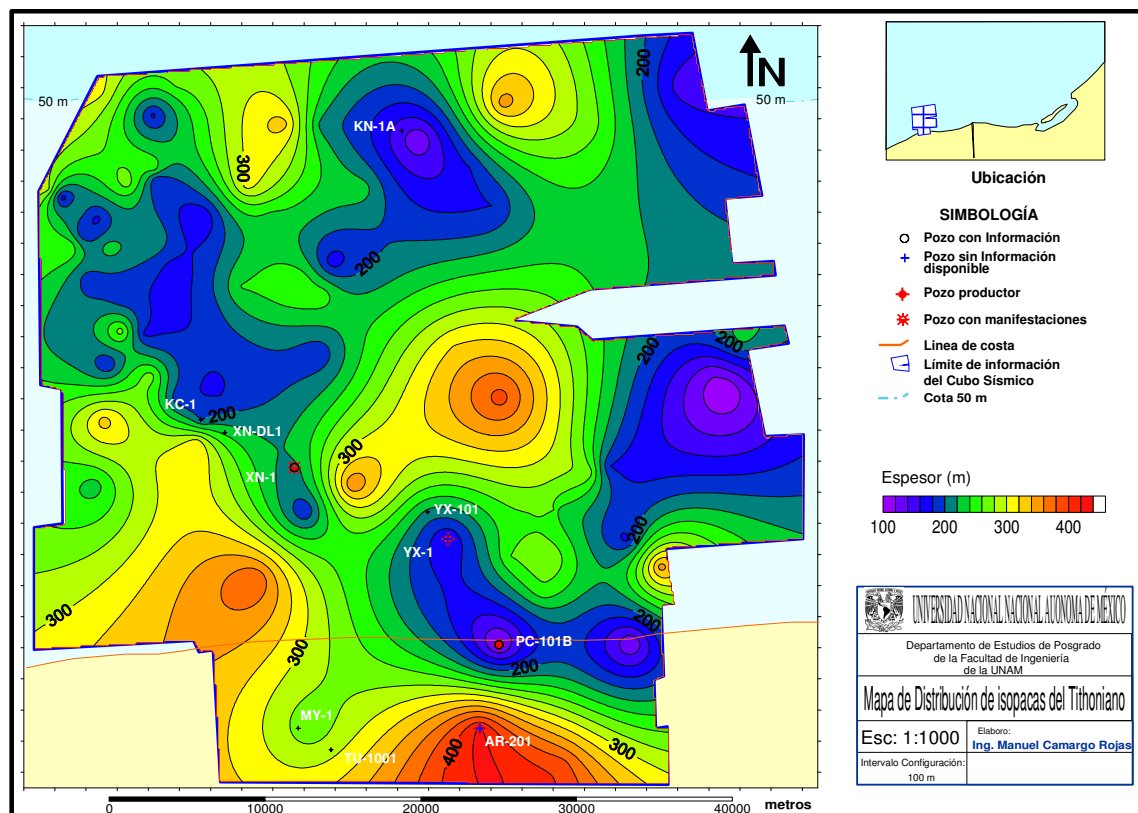 N
50 m
50 m
200
300
300
KN-1A
200
200
200
KC-1
200
XN-DL1
300
XN-1
YX-101
YX-1
200
300
200
PC-101B
200
300
MY-1
TU-1001
400
AR-201
300
0
10000
20000
30000
40000
metros
Ubicación
SIMBOLOGÍA
Pozo con Información
Pozo sin Información
disponible
Pozo productor
Pozo con manifestaciones
Linea de costa
Límite de información
del Cubo Sísmico
Cota 50 m
Espesor (m)
100 200 300 400
UNIVERSIDAD NACIONAL NACIONAL AUTONOMA DE MÉXICO
Departamento de Estudios de Posgrado
de la Facultad de Ingeniería
de la UNAM
Mapa de Distribución de isopacas del Tithoniano
Esc: 1:1000
Elaboro:
Ing. Manuel Camargo Rojas
Intervalo Configuración:
100 m